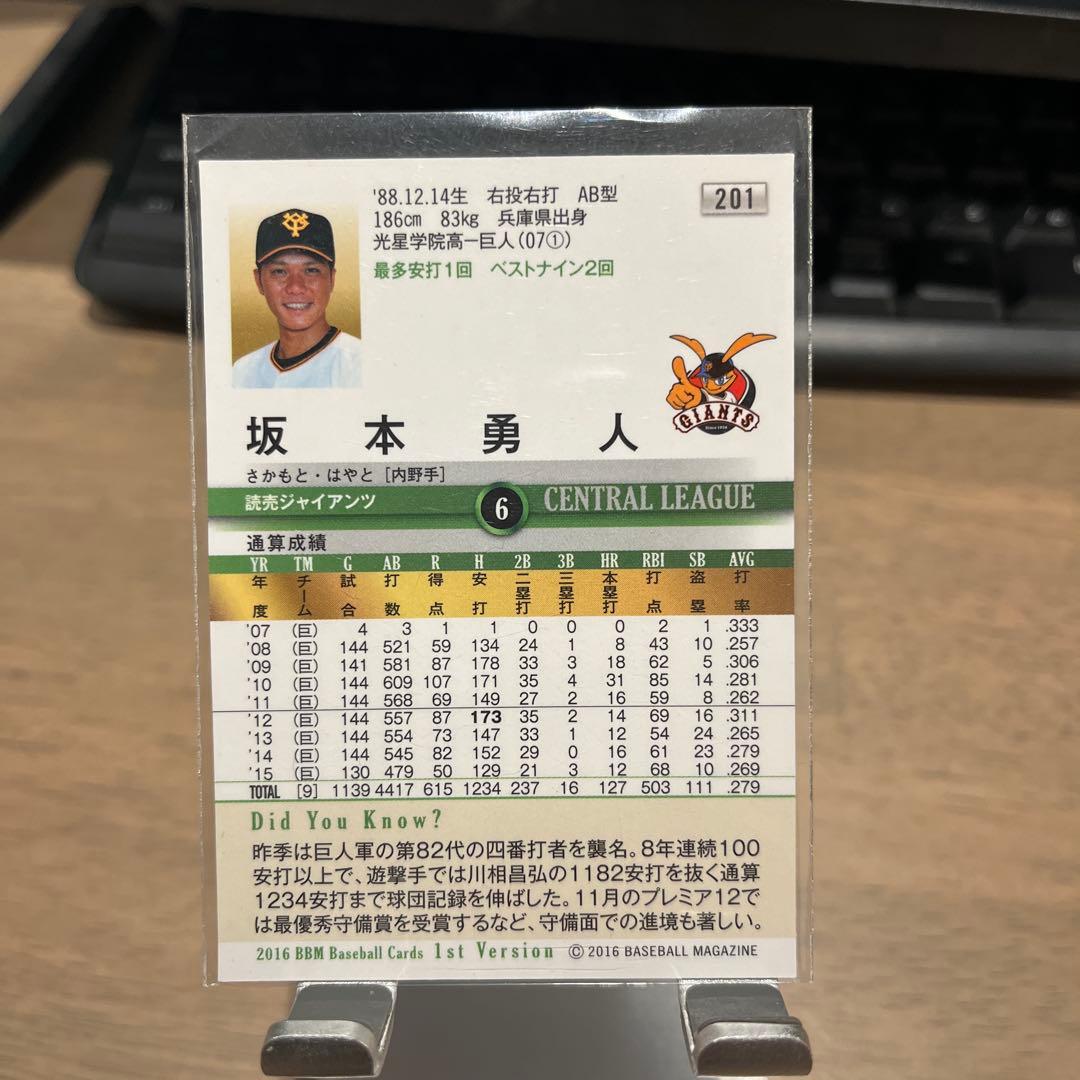 '88.12.14生 右投右打 AB型
201
186cm 83kg 兵庫県出身
光星学院高ー巨人(07①)
最多安打1回 ベストナイン2回
GIANTS
Since 1934
坂本勇人
さかもと・はやと [内野手]
読売ジャイアンツ 6 CENTRAL LEAGUE
通算成績
YR TM G AB R H 2B 3B HR RBI SB AVG
年度 チーム 試合 打数 得点 安打 二塁打 三塁打 本塁打 打点 盗塁 打率
'07 (巨) 4 3 1 1 0 0 0 2 1 .333
'08 (巨) 144 521 59 134 24 1 8 43 10 .257
'09 (巨) 141 581 87 178 33 3 18 62 5 .306
'10 (巨) 144 609 107 171 35 4 31 85 14 .281
'11 (巨) 144 568 69 149 27 2 16 59 8 .262
'12 (巨) 144 557 87 173 35 2 14 69 16 .311
'13 (巨) 144 554 73 147 33 1 12 54 24 .265
'14 (巨) 144 545 82 152 29 0 16 61 23 .279
'15 (巨) 130 479 50 129 21 3 12 68 10 .269
TOTAL [9] 1139 4417 615 1234 237 16 127 503 111 .279
Did You Know?
昨季は巨人軍の第82代の四番打者を襲名。8年連続100
安打以上で、遊撃手では川相昌弘の1182安打を抜く通算
1234安打まで球団記録を伸ばした。11月のプレミア12で
は最優秀守備賞を受賞するなど、守備面での進境も著しい。
2016 BBM Baseball Cards 1st Version © 2016 BASEBALL MAGAZINE